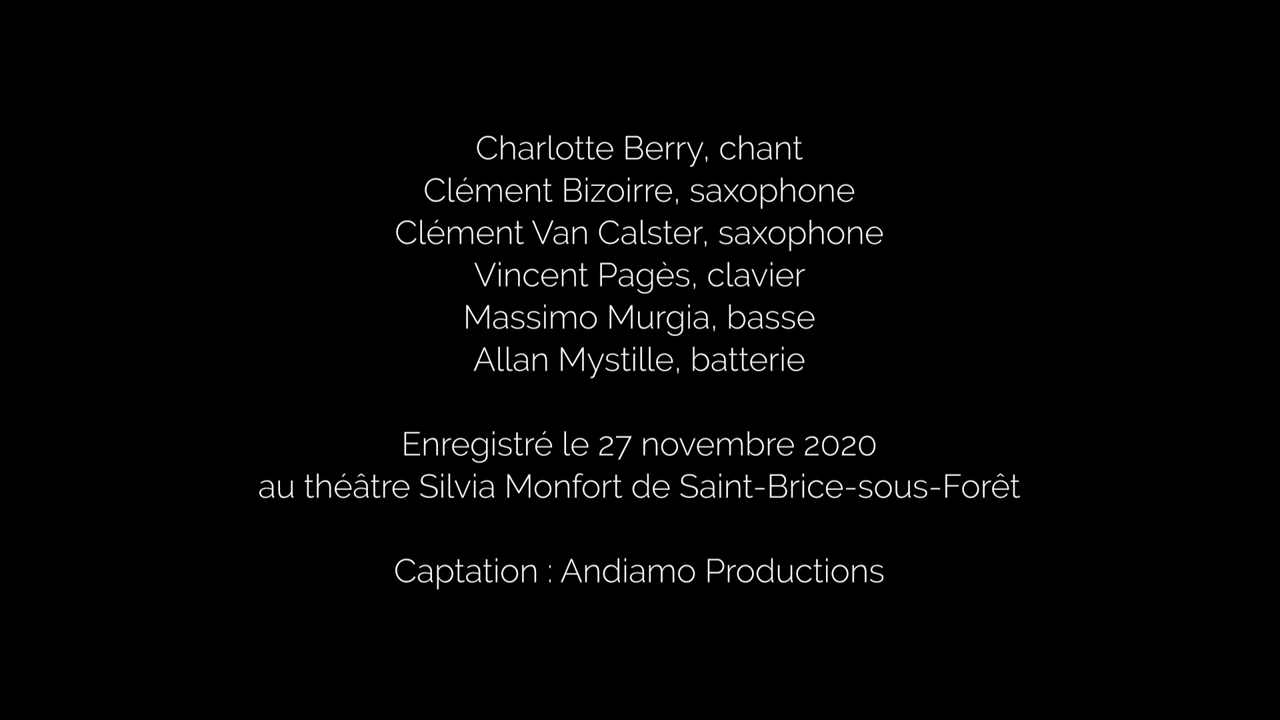 Charlotte Berry, chant
Clément Bizoirre, saxophone
Clément Van Calster, saxophone
Vincent Pagès, clavier
Massimo Murgia, basse
Allan Mystille, batterie
Enregistré le 27 novembre 2020
au théâtre Silvia Monfort de Saint-Brice-sous-Forêt
Captation : Andiamo Productions